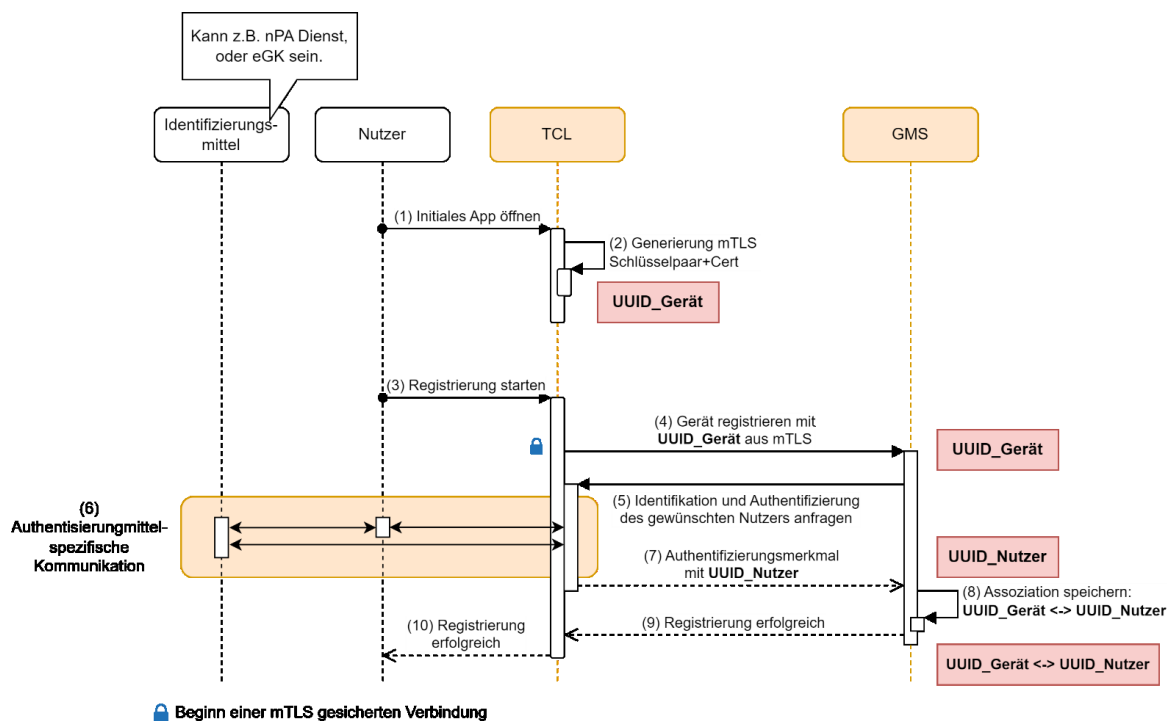 Kann z.B. nPA Dienst,
oder eGK sein.
Identifizierungs-
mittel
Nutzer
TCL
GMS
(1) Initiales App öffnen
(2) Generierung mTLS
Schlüsselpaar+Cert
UUID_Gerät
(3) Registrierung starten
(4) Gerät registrieren mit
UUID_Gerät aus mTLS
UUID_Gerät
(5) Identifikation und Authentifizierung
des gewünschten Nutzers anfragen
(6)
Authentisierungmittel-
spezifische
Kommunikation
(7) Authentifizierungsmerkmal
mit UUID_Nutzer
UUID_Nutzer
(8) Assoziation speichern:
UUID_Gerät <-> UUID_Nutzer
(9) Registrierung erfolgreich
(10) Registrierung
erfolgreich
UUID_Gerät <-> UUID_Nutzer
Beginn einer mTLS gesicherten Verbindung